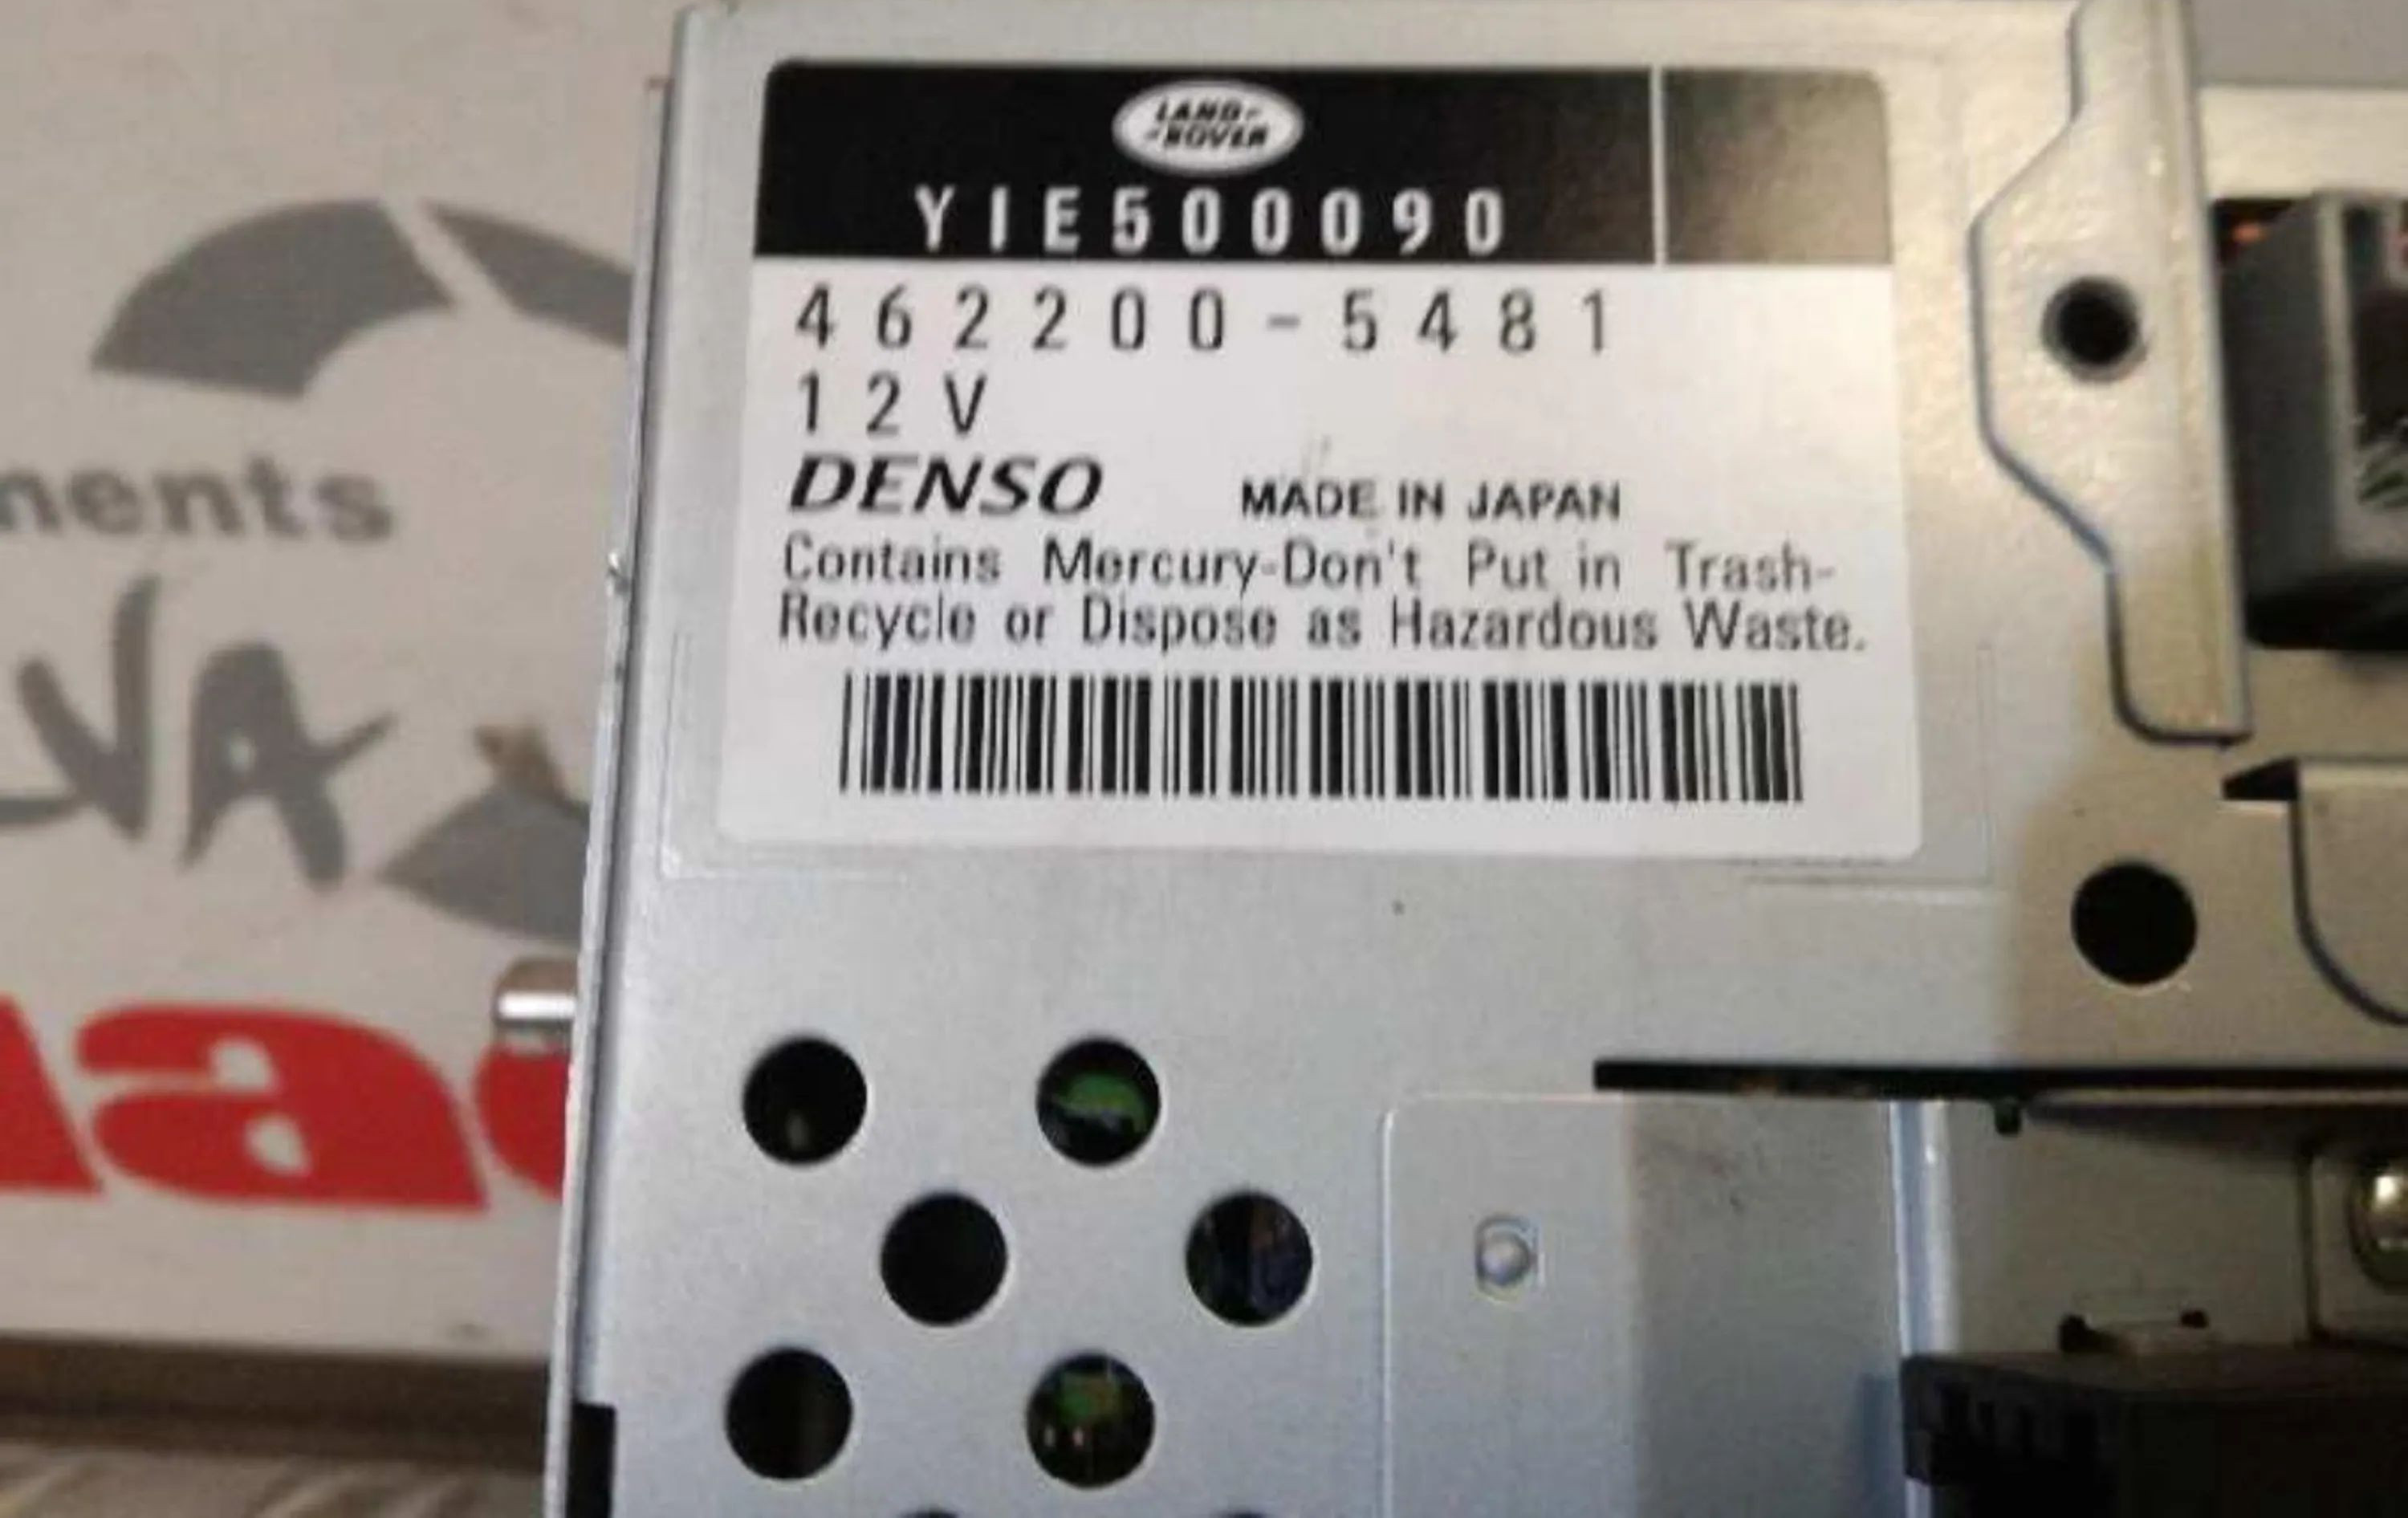 LAND-
-ROVER
YIE500090
462200-5481
12V
DENSO MADE IN JAPAN
Contains Mercury-Don't Put in Trash-
Recycle or Dispose as Hazardous Waste.
ments